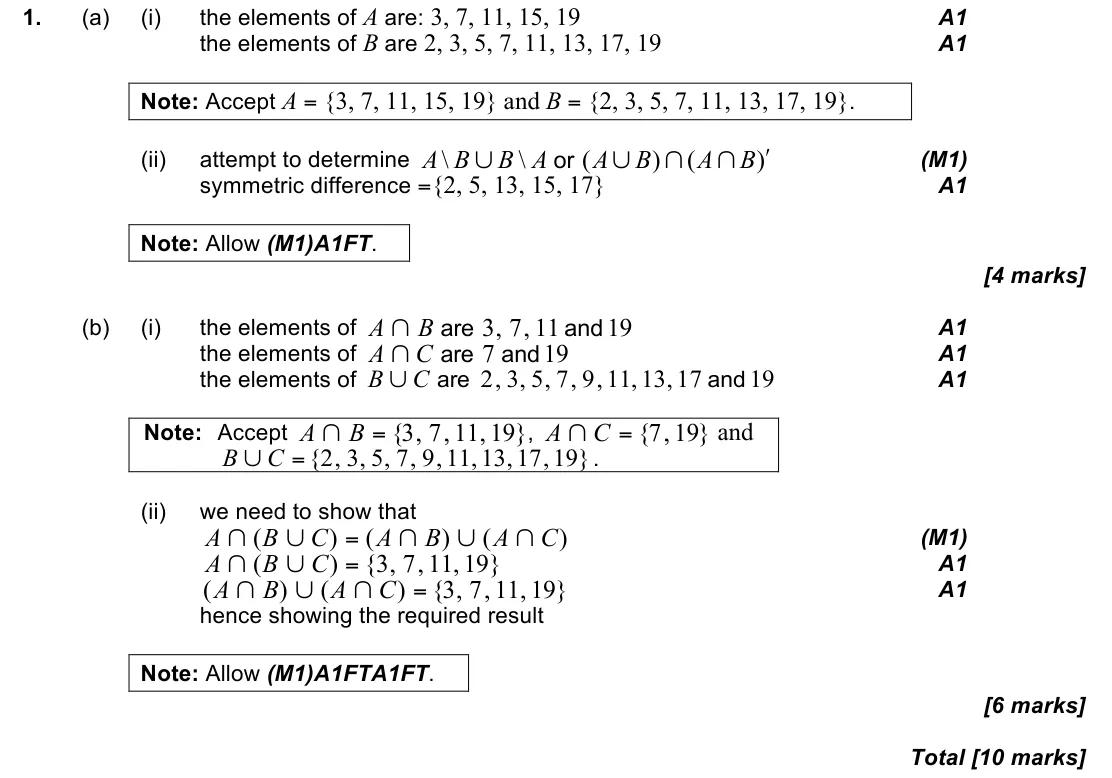 1. (a) (i) the elements of A are: 3, 7, 11, 15, 19 A1
the elements of B are 2, 3, 5, 7, 11, 13, 17, 19 A1
Note: Accept A = {3, 7, 11, 15, 19} and B = {2, 3, 5, 7, 11, 13, 17, 19}.
(ii) attempt to determine A\B∪B\A or (A∪B)∩(A∩B)′ (M1)
symmetric difference = {2, 5, 13, 15, 17} A1
Note: Allow (M1)A1FT.
[4 marks]
(b) (i) the elements of A ∩ B are 3, 7, 11 and 19 A1
the elements of A ∩ C are 7 and 19 A1
the elements of B ∪ C are 2, 3, 5, 7, 9, 11, 13, 17 and 19 A1
Note: Accept A ∩ B = {3, 7, 11, 19}, A ∩ C = {7, 19} and
B ∪ C = {2, 3, 5, 7, 9, 11, 13, 17, 19}.
(ii) we need to show that
A ∩ (B ∪ C) = (A ∩ B) ∪ (A ∩ C) (M1)
A ∩ (B ∪ C) = {3, 7, 11, 19} A1
(A ∩ B) ∪ (A ∩ C) = {3, 7, 11, 19} A1
hence showing the required result
Note: Allow (M1)A1FTA1FT.
[6 marks]
Total [10 marks]